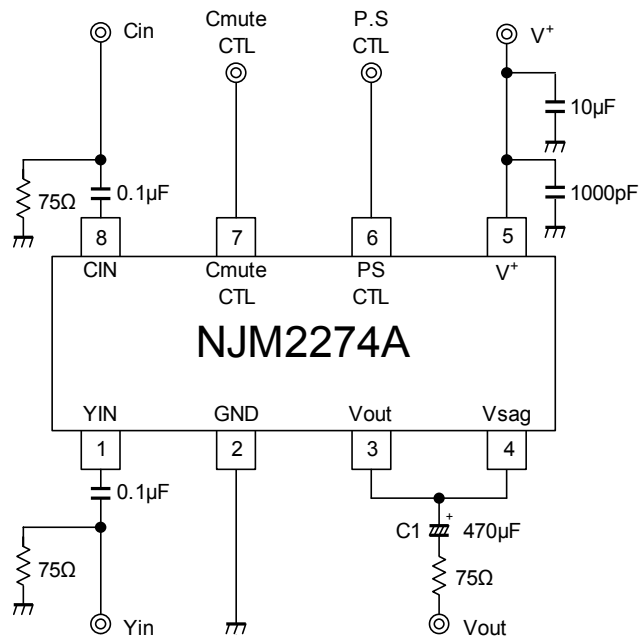 Cin
Cmute
CTL
P.S
CTL
V⁺
10µF
75Ω
0.1µF
1000pF
8
7
6
5
CIN
Cmute
CTL
PS
CTL
V⁺
NJM2274A
YIN
GND
Vout
Vsag
1
2
3
4
0.1µF
C1
+
470µF
75Ω
75Ω
Yin
Vout